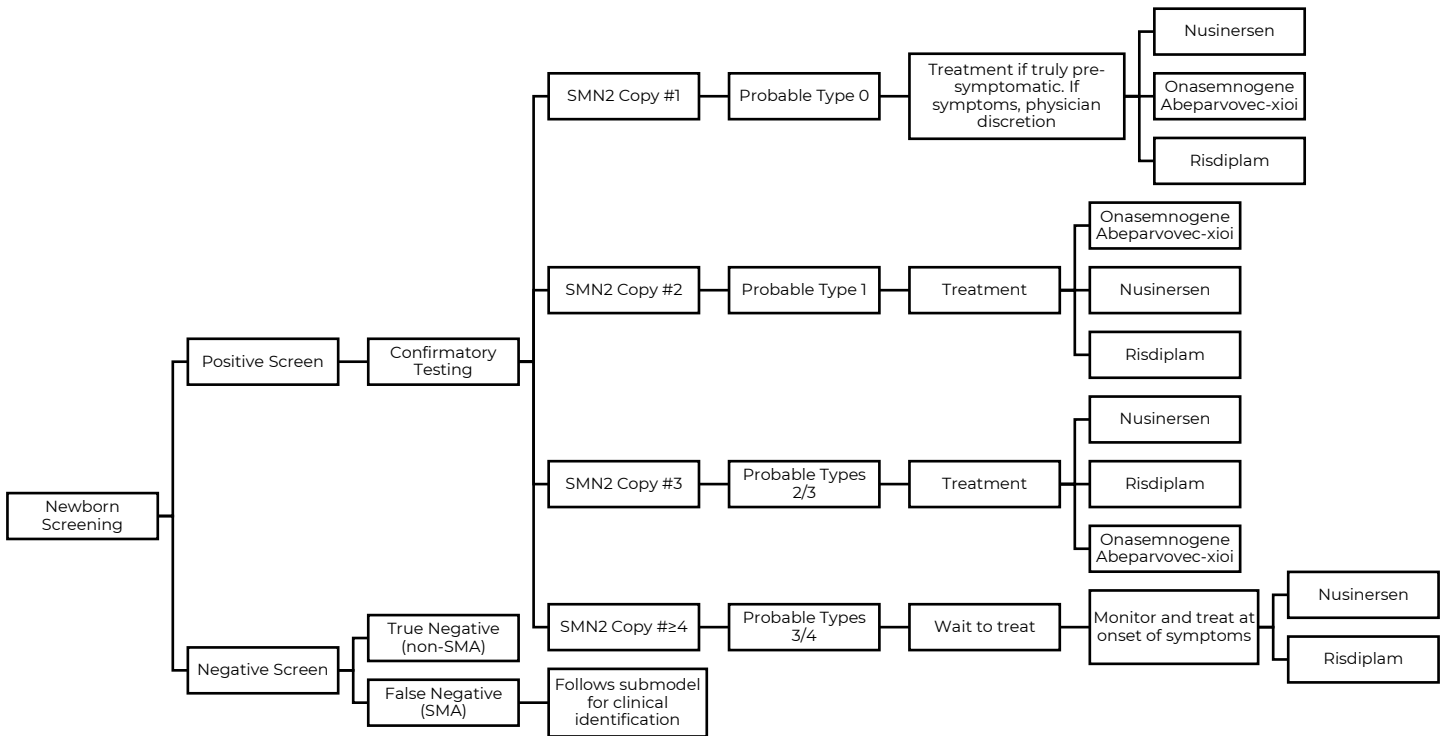 Newborn
Screening
Positive Screen
Confirmatory
Testing
SMN2 Copy #1
Probable Type 0
Treatment if truly pre-
symptomatic. If
symptoms, physician
discretion
Nusinersen
Onasemnogene
Abeparvovec-xioi
Risdiplam
SMN2 Copy #2
Probable Type 1
Treatment
Onasemnogene
Abeparvovec-xioi
Nusinersen
Risdiplam
SMN2 Copy #3
Probable Types
2/3
Treatment
Nusinersen
Risdiplam
Onasemnogene
Abeparvovec-xioi
SMN2 Copy #≥4
Probable Types
3/4
Wait to treat
Monitor and treat at
onset of symptoms
Nusinersen
Risdiplam
Negative Screen
True Negative
(non-SMA)
False Negative
(SMA)
Follows submodel
for clinical
identification